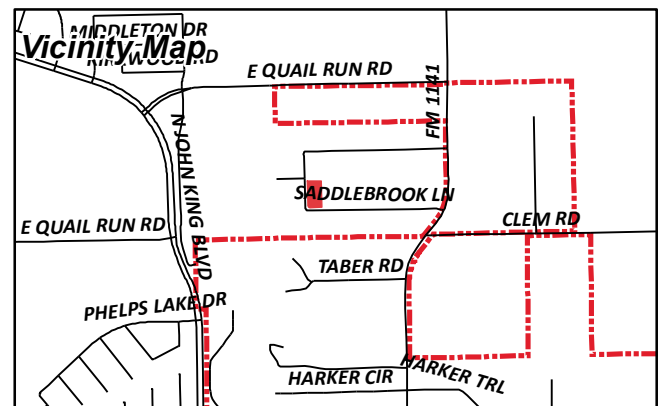 MIDDLETON DR
Vicinity Map
E QUAIL RUN RD
FM 1141
N JOHN KING BLVD
SADDLEBROOK LN
E QUAIL RUN RD
CLEM RD
TABER RD
PHELPS LAKE DR
HARKER CIR
HARKER TRL